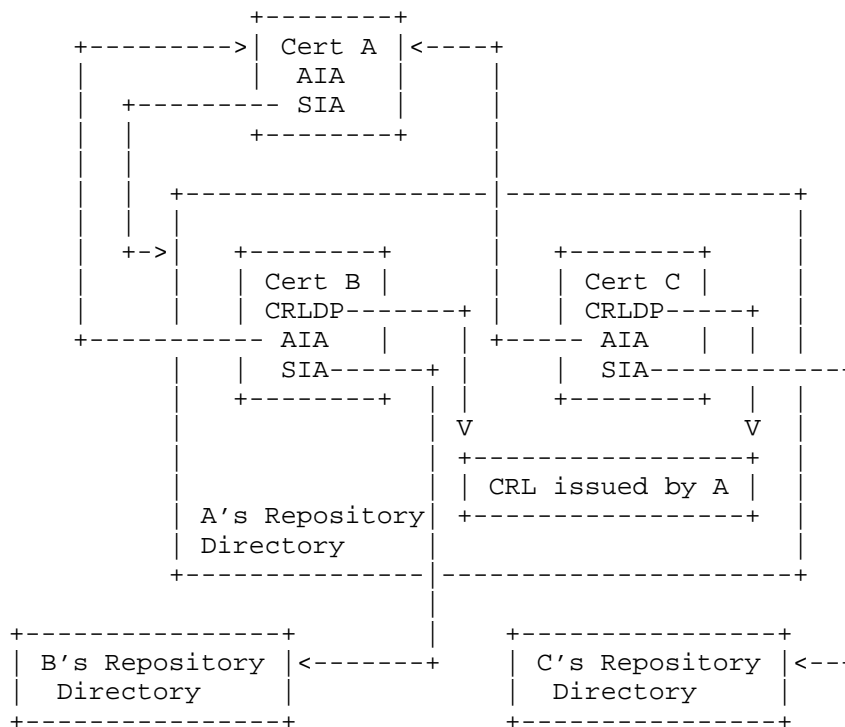 Cert A
AIA
SIA
Cert B Cert C
CRLDP CRLDP
AIA AIA
SIA SIA
V V
CRL issued by A
A's Repository
Directory
B's Repository C's Repository
Directory Directory